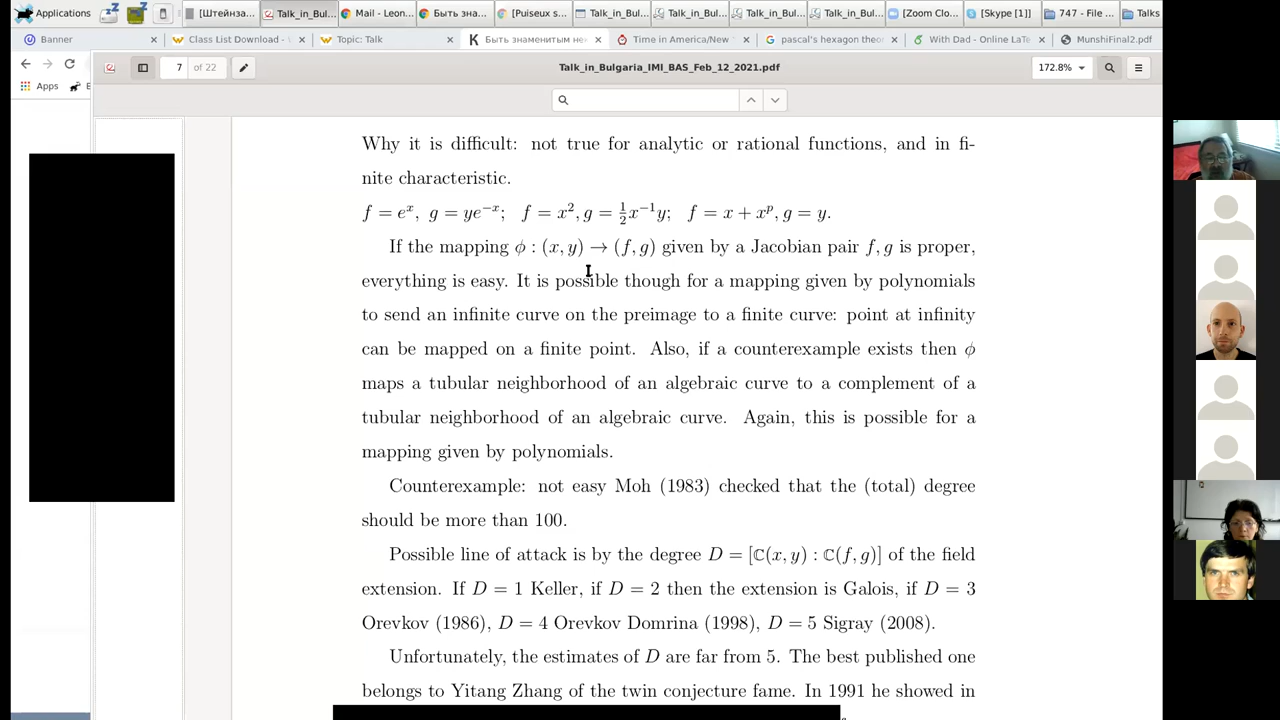 Applications
[Штейнза...
Talk_in_Bul...
Mail - Leon...
Быть зна...
[Puiseux s...
Talk_in_Bu...
Talk_in_Bu...
Talk_in_Bu...
Talk_in_Bu...
[Zoom Clo...
[Skype [1]]
747 - File ...
Talks
Banner
Class List Download -
Topic: Talk
Быть знаменитым не
Time in America/New
pascal's hexagon theo
With Dad - Online LaTe
MunshiFinal2.pdf
7 of 22
Talk_in_Bulgaria_IMI_BAS_Feb_12_2021.pdf
172.8%
Apps
Why it is difficult: not true for analytic or rational functions, and in fi-
nite characteristic.
f = eˣ, g = ye⁻ˣ; f = x², g = ½x⁻¹y; f = x + xᵖ, g = y.
If the mapping ϕ : (x, y) → (f, g) given by a Jacobian pair f, g is proper,
everything is easy. It is possible though for a mapping given by polynomials
to send an infinite curve on the preimage to a finite curve: point at infinity
can be mapped on a finite point. Also, if a counterexample exists then ϕ
maps a tubular neighborhood of an algebraic curve to a complement of a
tubular neighborhood of an algebraic curve. Again, this is possible for a
mapping given by polynomials.
Counterexample: not easy Moh (1983) checked that the (total) degree
should be more than 100.
Possible line of attack is by the degree D = [ℂ(x, y) : ℂ(f, g)] of the field
extension. If D = 1 Keller, if D = 2 then the extension is Galois, if D = 3
Orevkov (1986), D = 4 Orevkov Domrina (1998), D = 5 Sigray (2008).
Unfortunately, the estimates of D are far from 5. The best published one
belongs to Yitang Zhang of the twin conjecture fame. In 1991 he showed in